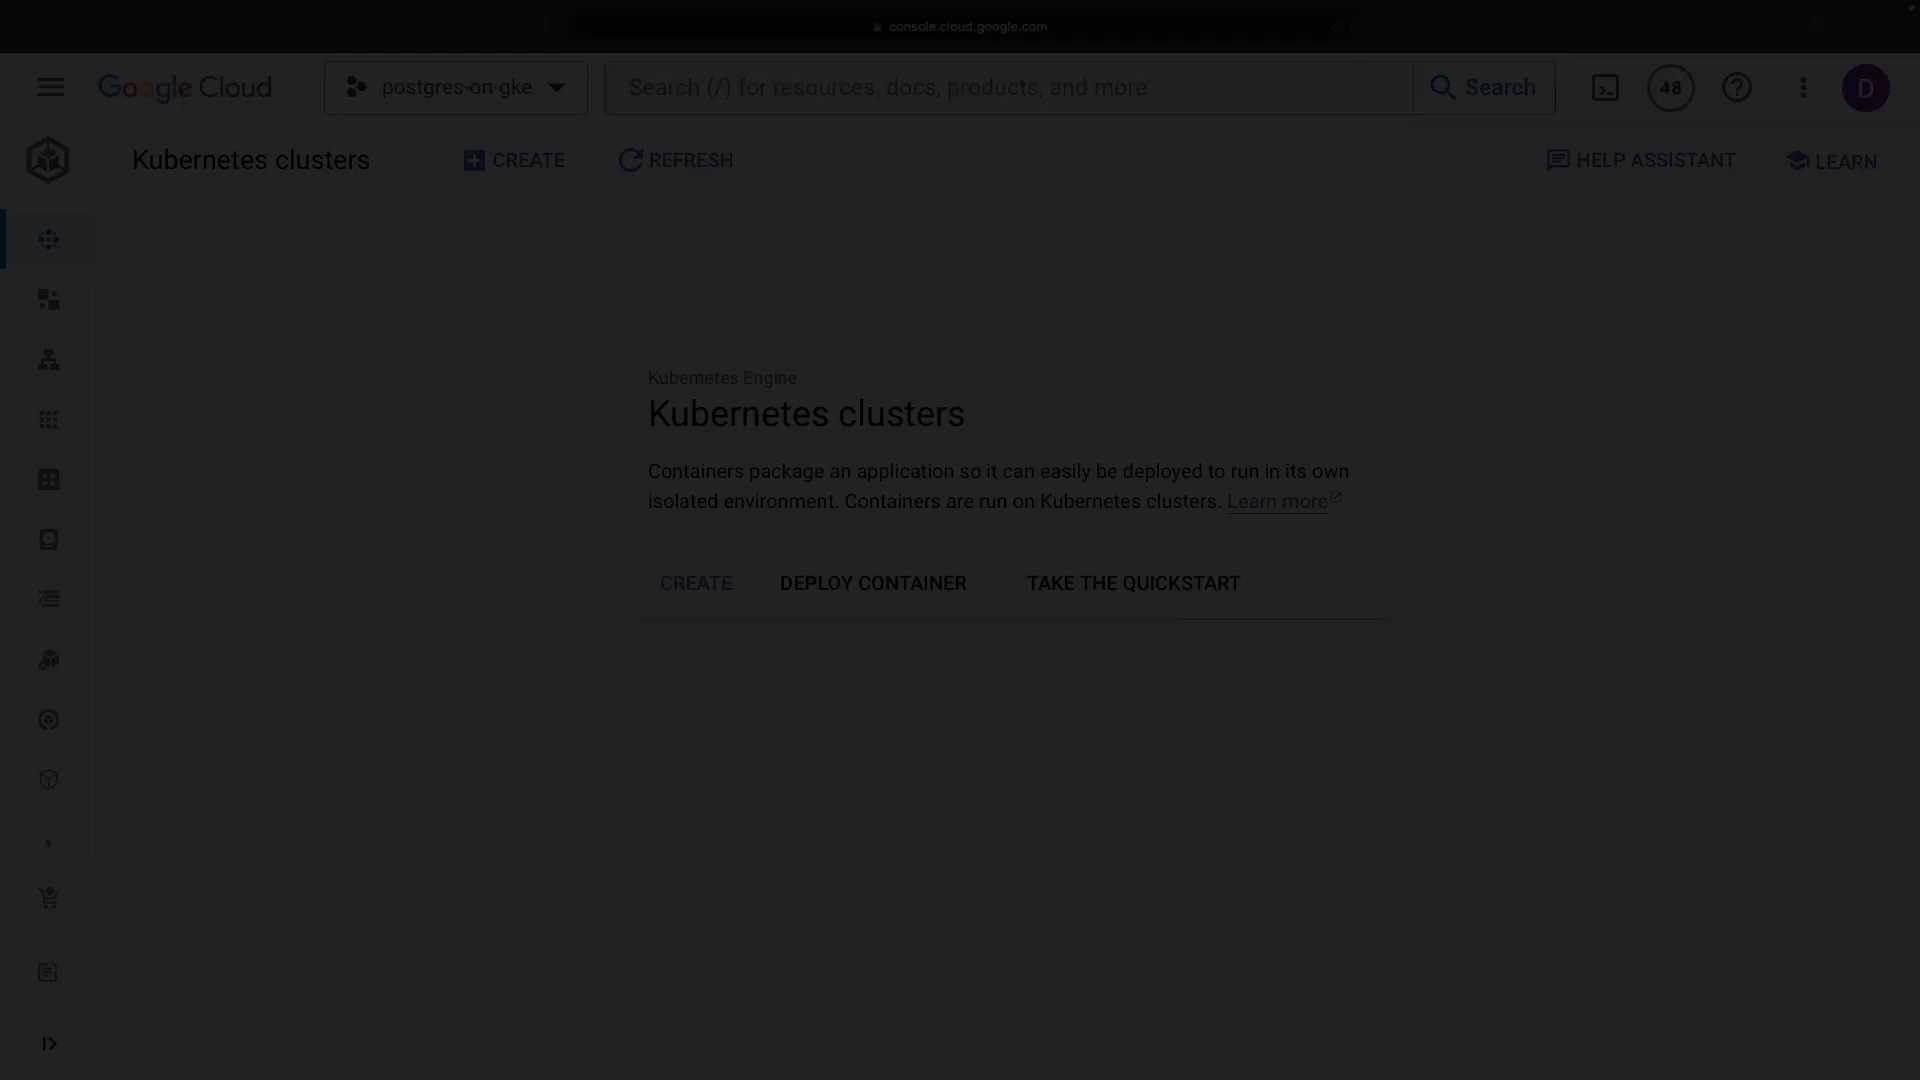 console.cloud.google.com
Google Cloud
postgres-on-gke
Search (/) for resources, docs, products, and more
Search
48
D
Kubernetes clusters
CREATE
REFRESH
HELP ASSISTANT
LEARN
Kubernetes Engine
Kubernetes clusters
Containers package an application so it can easily be deployed to run in its own
isolated environment. Containers are run on Kubernetes clusters. Learn more
CREATE
DEPLOY CONTAINER
TAKE THE QUICKSTART